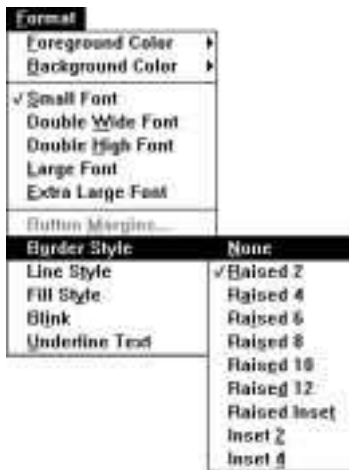 Format
Foreground Color
Background Color
√ Small Font
Double Wide Font
Double High Font
Large Font
Extra Large Font
Button Margins...
Border Style
Line Style
Fill Style
Blink
Underline Text
None
√ Raised 2
Raised 4
Raised 6
Raised 8
Raised 10
Raised 12
Raised Inset
Inset 2
Inset 4